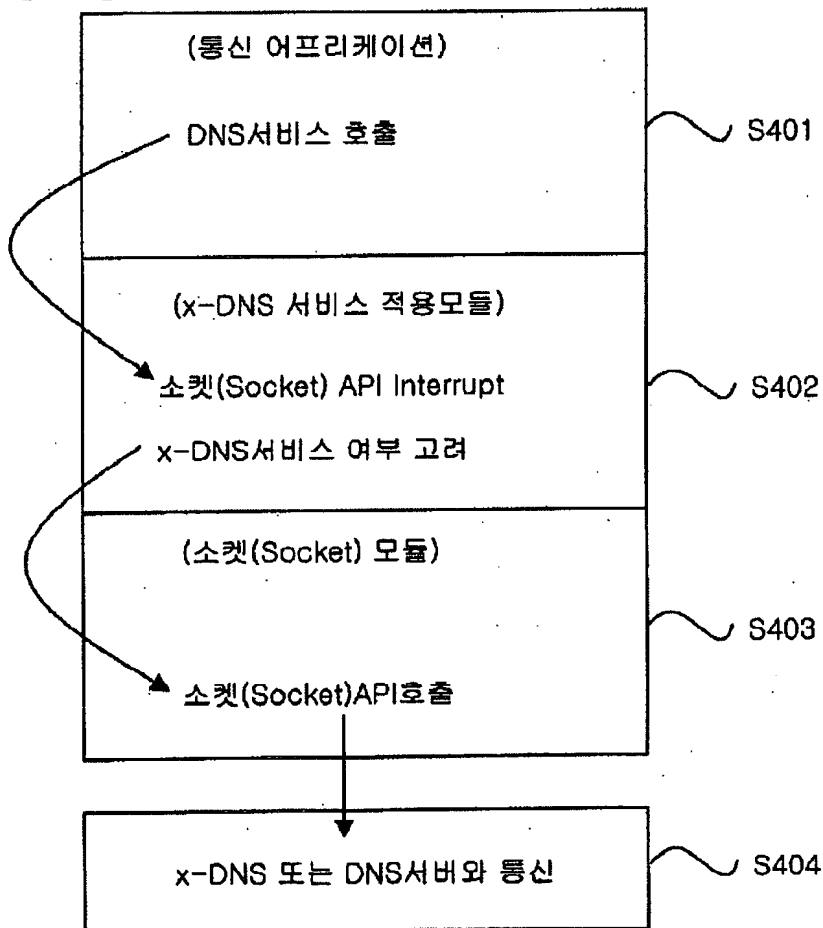 (통신 어프리케이션)
DNS서비스 호출
S401
(x-DNS 서비스 적용모듈)
소켓(Socket) API Interrupt
S402
x-DNS서비스 여부 고려
(소켓(Socket) 모듈)
S403
소켓(Socket)API호출
x-DNS 또는 DNS서버와 통신
S404